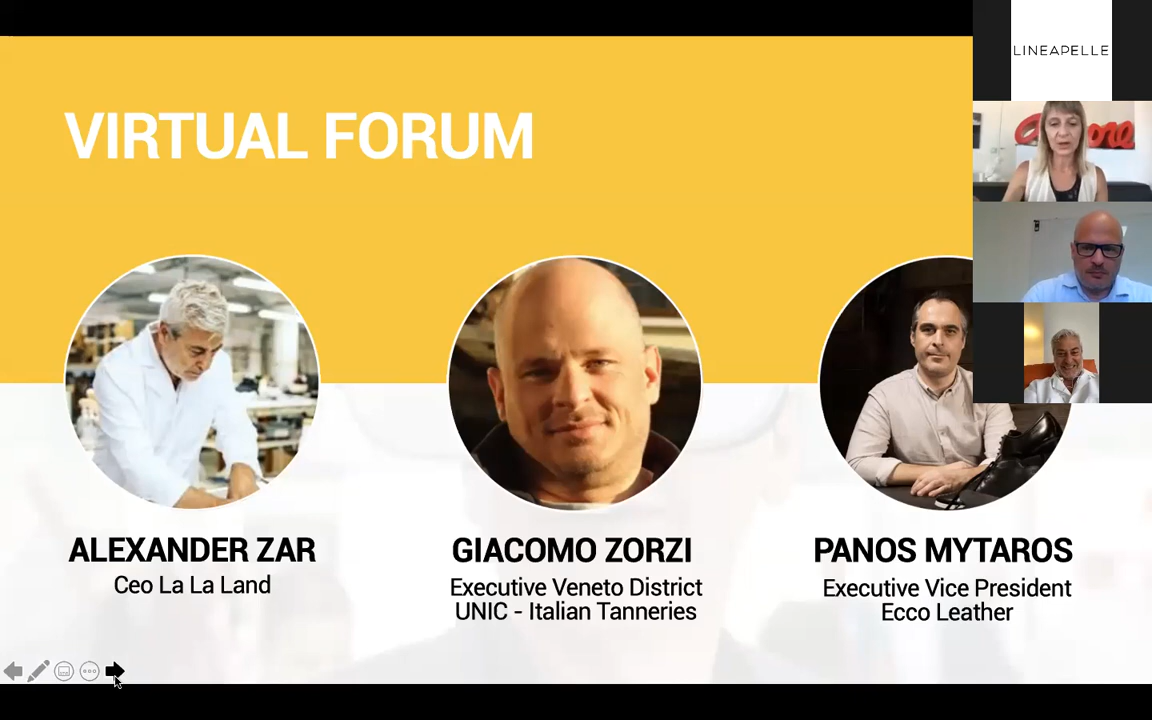 VIRTUAL FORUM
LINEAPELLE
ALEXANDER ZAR
Ceo La La Land
GIACOMO ZORZI
Executive Veneto District
UNIC - Italian Tanneries
PANOS MYTAROS
Executive Vice President
Ecco Leather